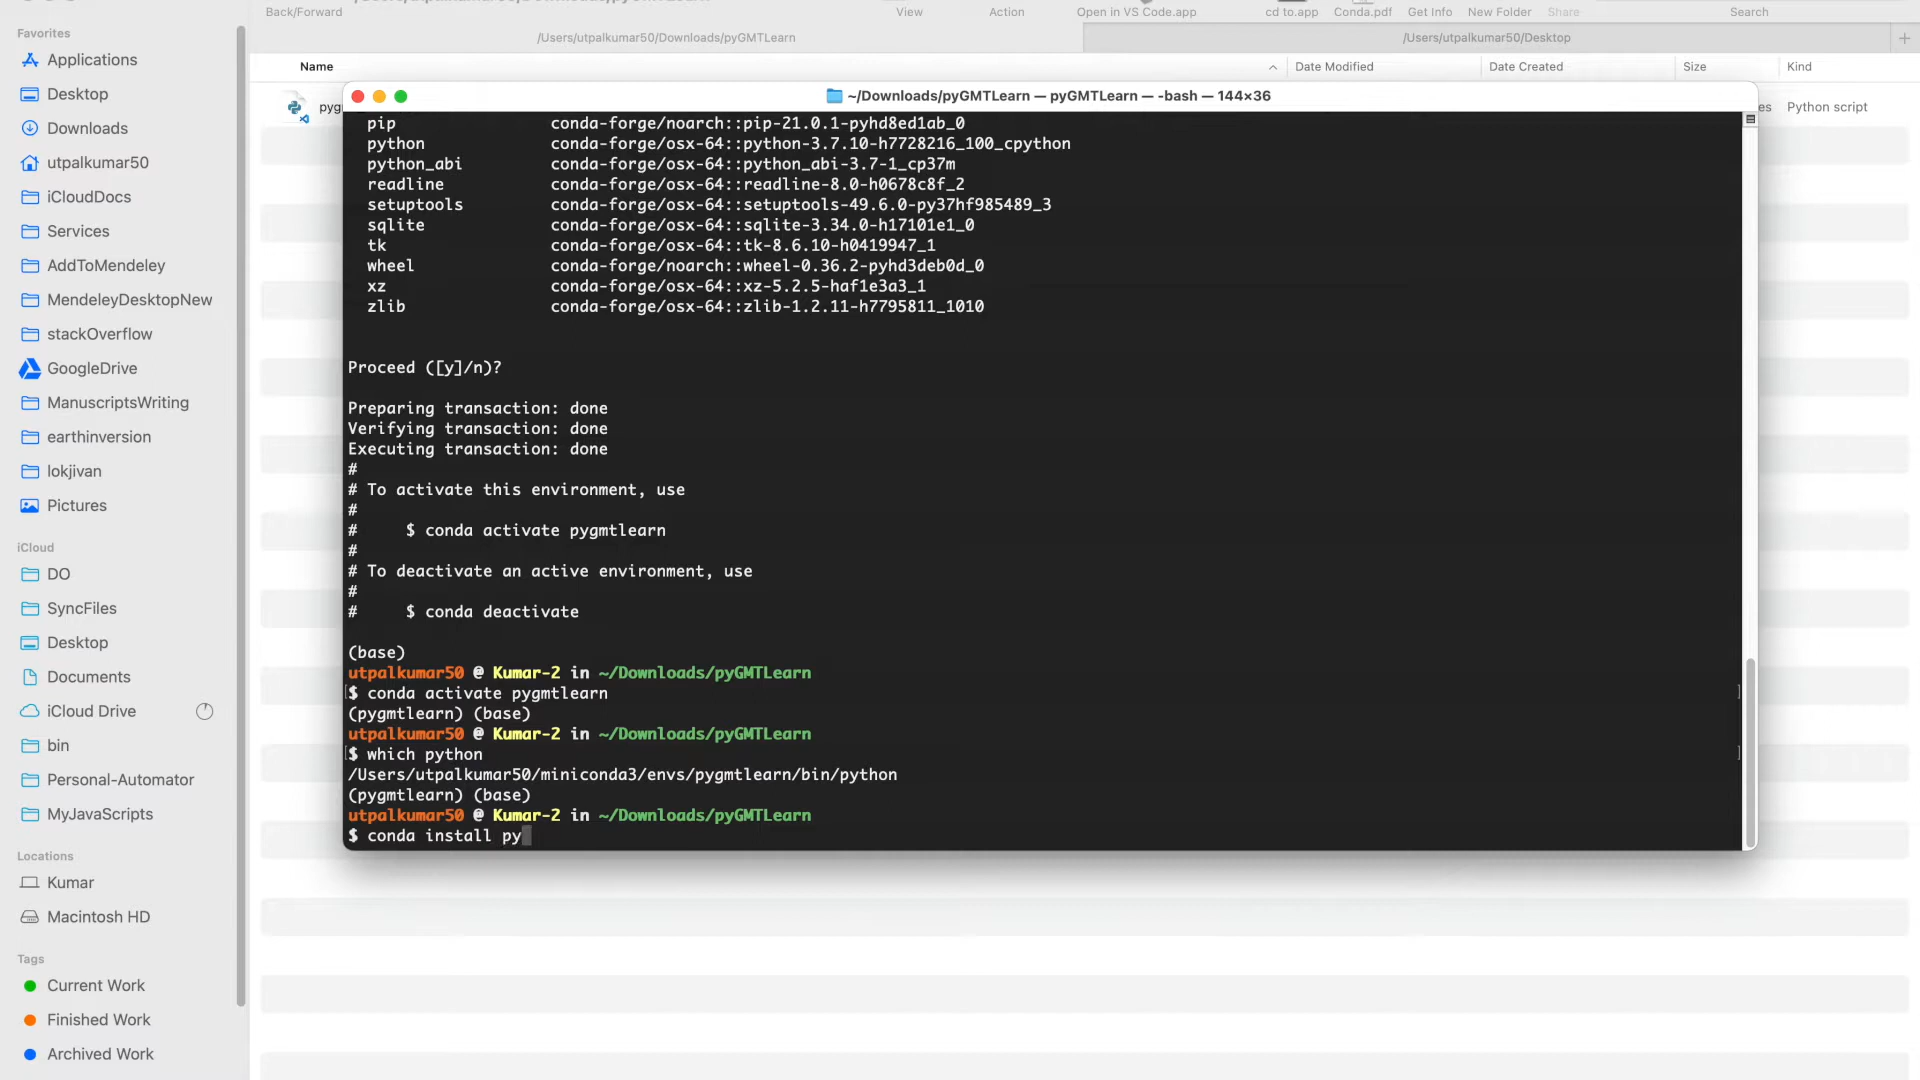 Back/Forward
View
Action
Open in VS Code.app
cd to.app
Conda.pdf
Get Info
New Folder
Share
Search
/Users/utpalkumar50/Downloads/pyGMTLearn
/Users/utpalkumar50/Desktop
Name
Date Modified
Date Created
Size
Kind
pyg
es
Python script
Favorites
Applications
Desktop
Downloads
utpalkumar50
iCloudDocs
Services
AddToMendeley
MendeleyDesktopNew
stackOverflow
GoogleDrive
ManuscriptsWriting
earthinversion
lokjivan
Pictures
iCloud
DO
SyncFiles
Desktop
Documents
iCloud Drive
bin
Personal-Automator
MyJavaScripts
Locations
Kumar
Macintosh HD
Tags
Current Work
Finished Work
Archived Work
~/Downloads/pyGMTLearn — pyGMTLearn — -bash — 144×36
pip conda-forge/noarch::pip-21.0.1-pyhd8ed1ab_0
python conda-forge/osx-64::python-3.7.10-h7728216_100_cpython
python_abi conda-forge/osx-64::python_abi-3.7-1_cp37m
readline conda-forge/osx-64::readline-8.0-h0678c8f_2
setuptools conda-forge/osx-64::setuptools-49.6.0-py37hf985489_3
sqlite conda-forge/osx-64::sqlite-3.34.0-h17101e1_0
tk conda-forge/osx-64::tk-8.6.10-h0419947_1
wheel conda-forge/noarch::wheel-0.36.2-pyhd3deb0d_0
xz conda-forge/osx-64::xz-5.2.5-haf1e3a3_1
zlib conda-forge/osx-64::zlib-1.2.11-h7795811_1010
Proceed ([y]/n)?
Preparing transaction: done
Verifying transaction: done
Executing transaction: done
#
# To activate this environment, use
#
# $ conda activate pygmtlearn
#
# To deactivate an active environment, use
#
# $ conda deactivate
(base)
utpalkumar50 @ Kumar-2 in ~/Downloads/pyGMTLearn
[$ conda activate pygmtlearn ]
(pygmtlearn) (base)
utpalkumar50 @ Kumar-2 in ~/Downloads/pyGMTLearn
[$ which python ]
/Users/utpalkumar50/miniconda3/envs/pygmtlearn/bin/python
(pygmtlearn) (base)
utpalkumar50 @ Kumar-2 in ~/Downloads/pyGMTLearn
$ conda install py